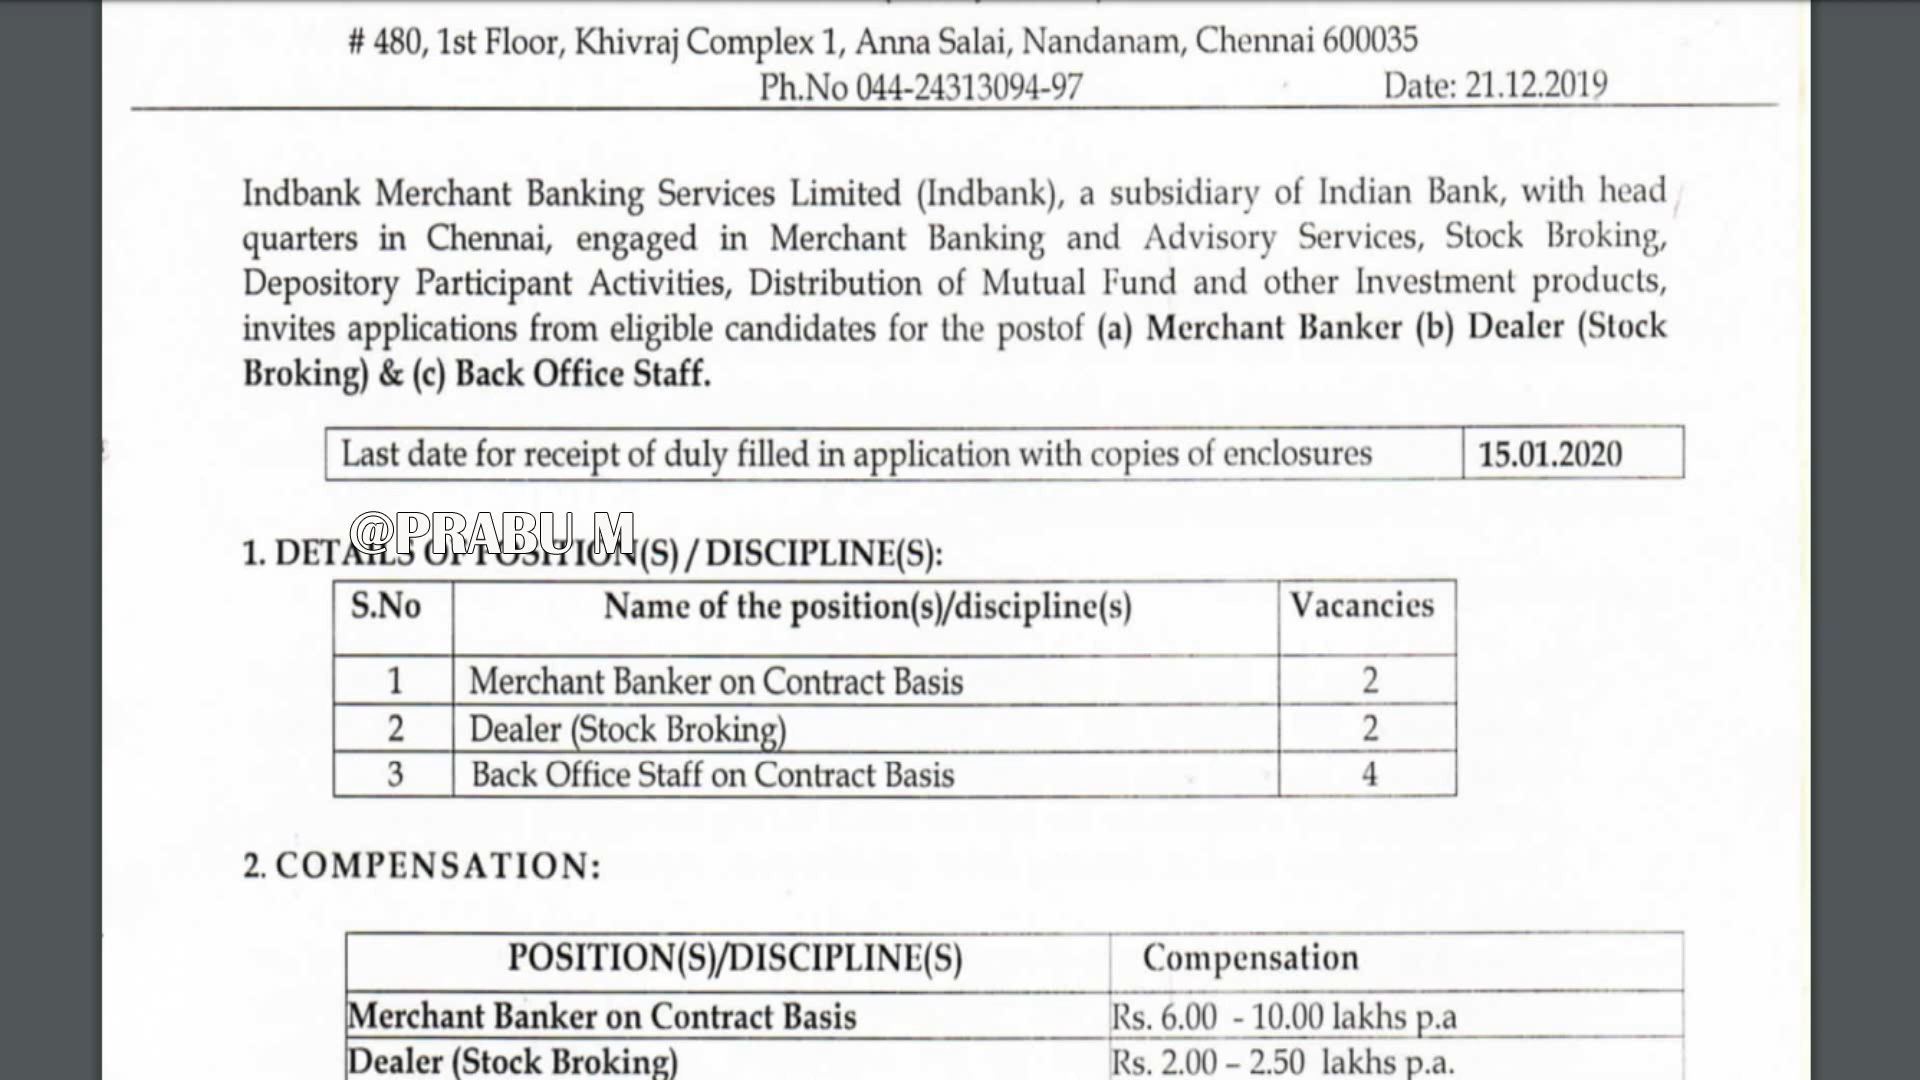 # 480, 1st Floor, Khivraj Complex 1, Anna Salai, Nandanam, Chennai 600035
Ph.No 044-24313094-97 Date: 21.12.2019
Indbank Merchant Banking Services Limited (Indbank), a subsidiary of Indian Bank, with head
quarters in Chennai, engaged in Merchant Banking and Advisory Services, Stock Broking,
Depository Participant Activities, Distribution of Mutual Fund and other Investment products,
invites applications from eligible candidates for the postof (a) Merchant Banker (b) Dealer (Stock
Broking) & (c) Back Office Staff.
Last date for receipt of duly filled in application with copies of enclosures 15.01.2020
@PRABU M
1. DETAILS OF POSITION(S) / DISCIPLINE(S):
S.No Name of the position(s)/discipline(s) Vacancies
1 Merchant Banker on Contract Basis 2
2 Dealer (Stock Broking) 2
3 Back Office Staff on Contract Basis 4
2. COMPENSATION:
POSITION(S)/DISCIPLINE(S) Compensation
Merchant Banker on Contract Basis Rs. 6.00 - 10.00 lakhs p.a
Dealer (Stock Broking) Rs. 2.00 – 2.50 lakhs p.a.